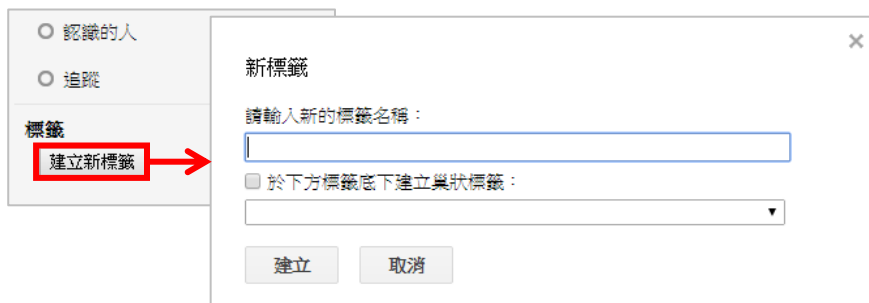 認識的人
追蹤
標籤
建立新標籤
新標籤
請輸入新的標籤名稱：
於下方標籤底下建立巢狀標籤：
建立
取消